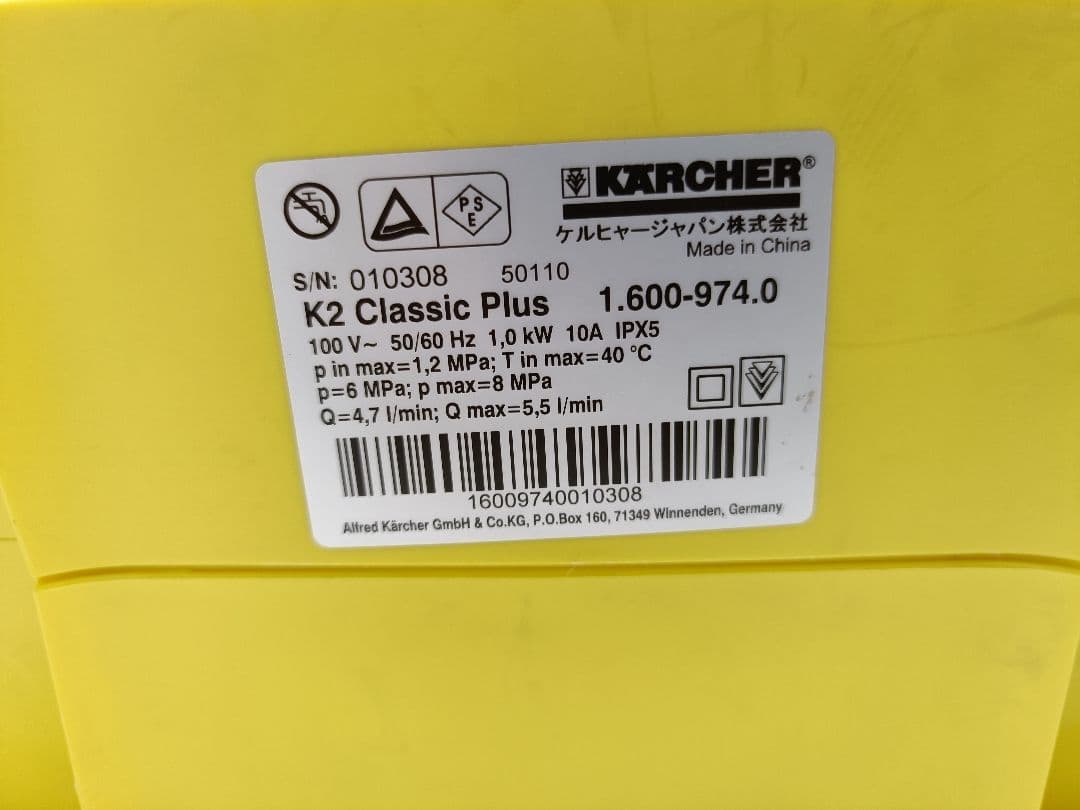 PSE
KÄRCHER®
ケルヒャージャパン株式会社
Made in China
S/N: 010308 50110
K2 Classic Plus 1.600-974.0
100 V~ 50/60 Hz 1,0 kW 10A IPX5
p in max=1,2 MPa; T in max=40 °C
p=6 MPa; p max=8 MPa
Q=4,7 l/min; Q max=5,5 l/min
16009740010308
Alfred Kärcher GmbH & Co.KG, P.O.Box 160, 71349 Winnenden, Germany